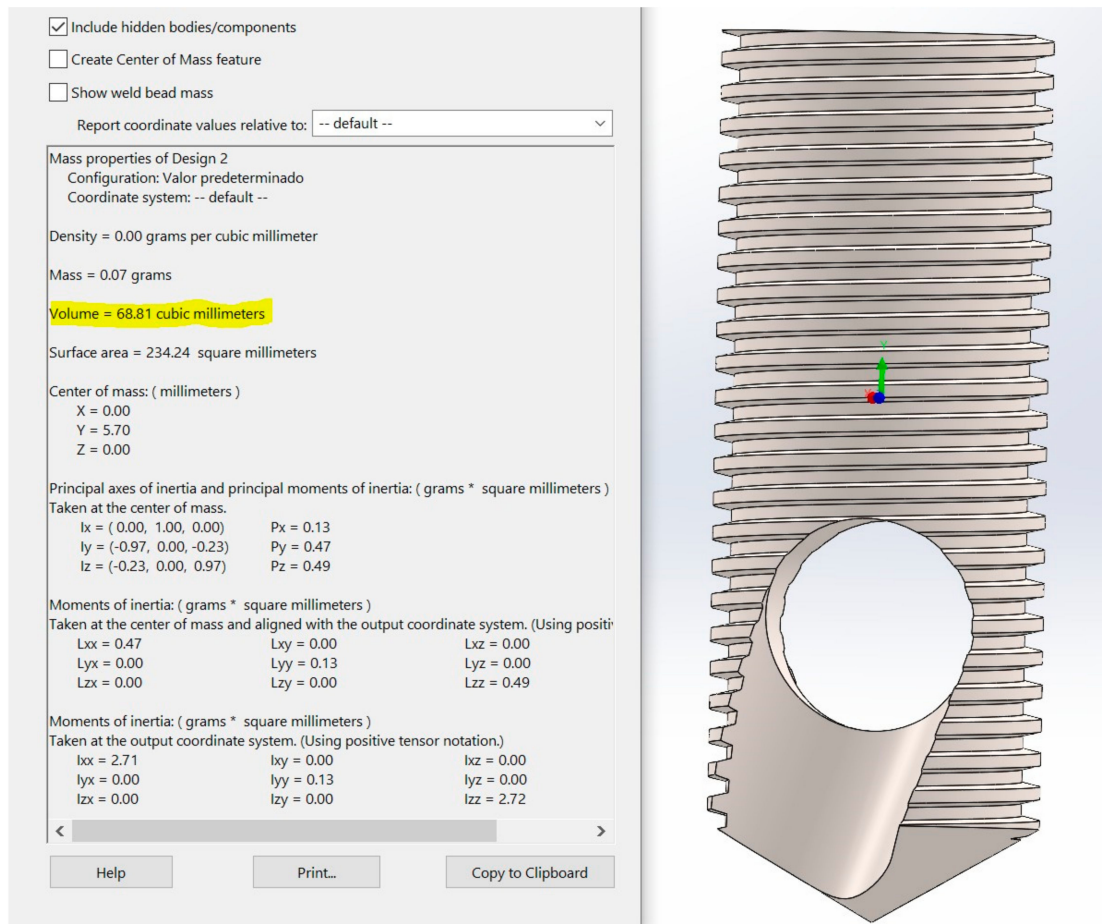 Include hidden bodies/components
Create Center of Mass feature
Show weld bead mass
Report coordinate values relative to: -- default --
Mass properties of Design 2
Configuration: Valor predeterminado
Coordinate system: -- default --
Density = 0.00 grams per cubic millimeter
Mass = 0.07 grams
Volume = 68.81 cubic millimeters
Surface area = 234.24 square millimeters
Center of mass: ( millimeters )
X = 0.00
Y = 5.70
Z = 0.00
Principal axes of inertia and principal moments of inertia: ( grams * square millimeters )
Taken at the center of mass.
Ix = ( 0.00, 1.00, 0.00) Px = 0.13
Iy = (-0.97, 0.00, -0.23) Py = 0.47
Iz = (-0.23, 0.00, 0.97) Pz = 0.49
Moments of inertia: ( grams * square millimeters )
Taken at the center of mass and aligned with the output coordinate system. (Using positiv
Lxx = 0.47 Lxy = 0.00 Lxz = 0.00
Lyx = 0.00 Lyy = 0.13 Lyz = 0.00
Lzx = 0.00 Lzy = 0.00 Lzz = 0.49
Moments of inertia: ( grams * square millimeters )
Taken at the output coordinate system. (Using positive tensor notation.)
Ixx = 2.71 Ixy = 0.00 Ixz = 0.00
Iyx = 0.00 Iyy = 0.13 Iyz = 0.00
Izx = 0.00 Izy = 0.00 Izz = 2.72
Help Print... Copy to Clipboard
Y